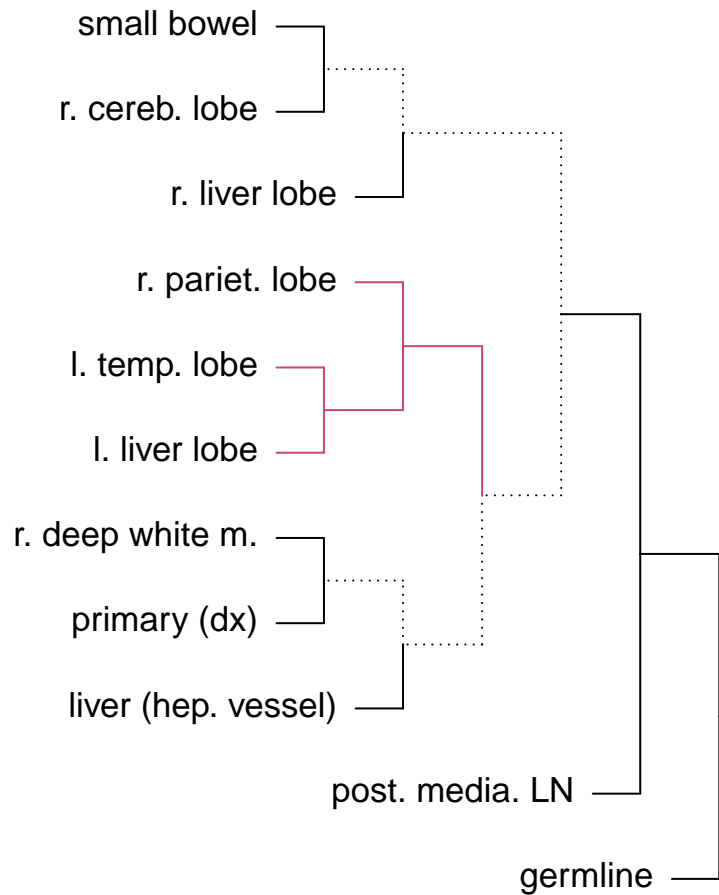 small bowel
r. cereb. lobe
r. liver lobe
r. pariet. lobe
l. temp. lobe
l. liver lobe
r. deep white m.
primary (dx)
liver (hep. vessel)
post. media. LN
germline